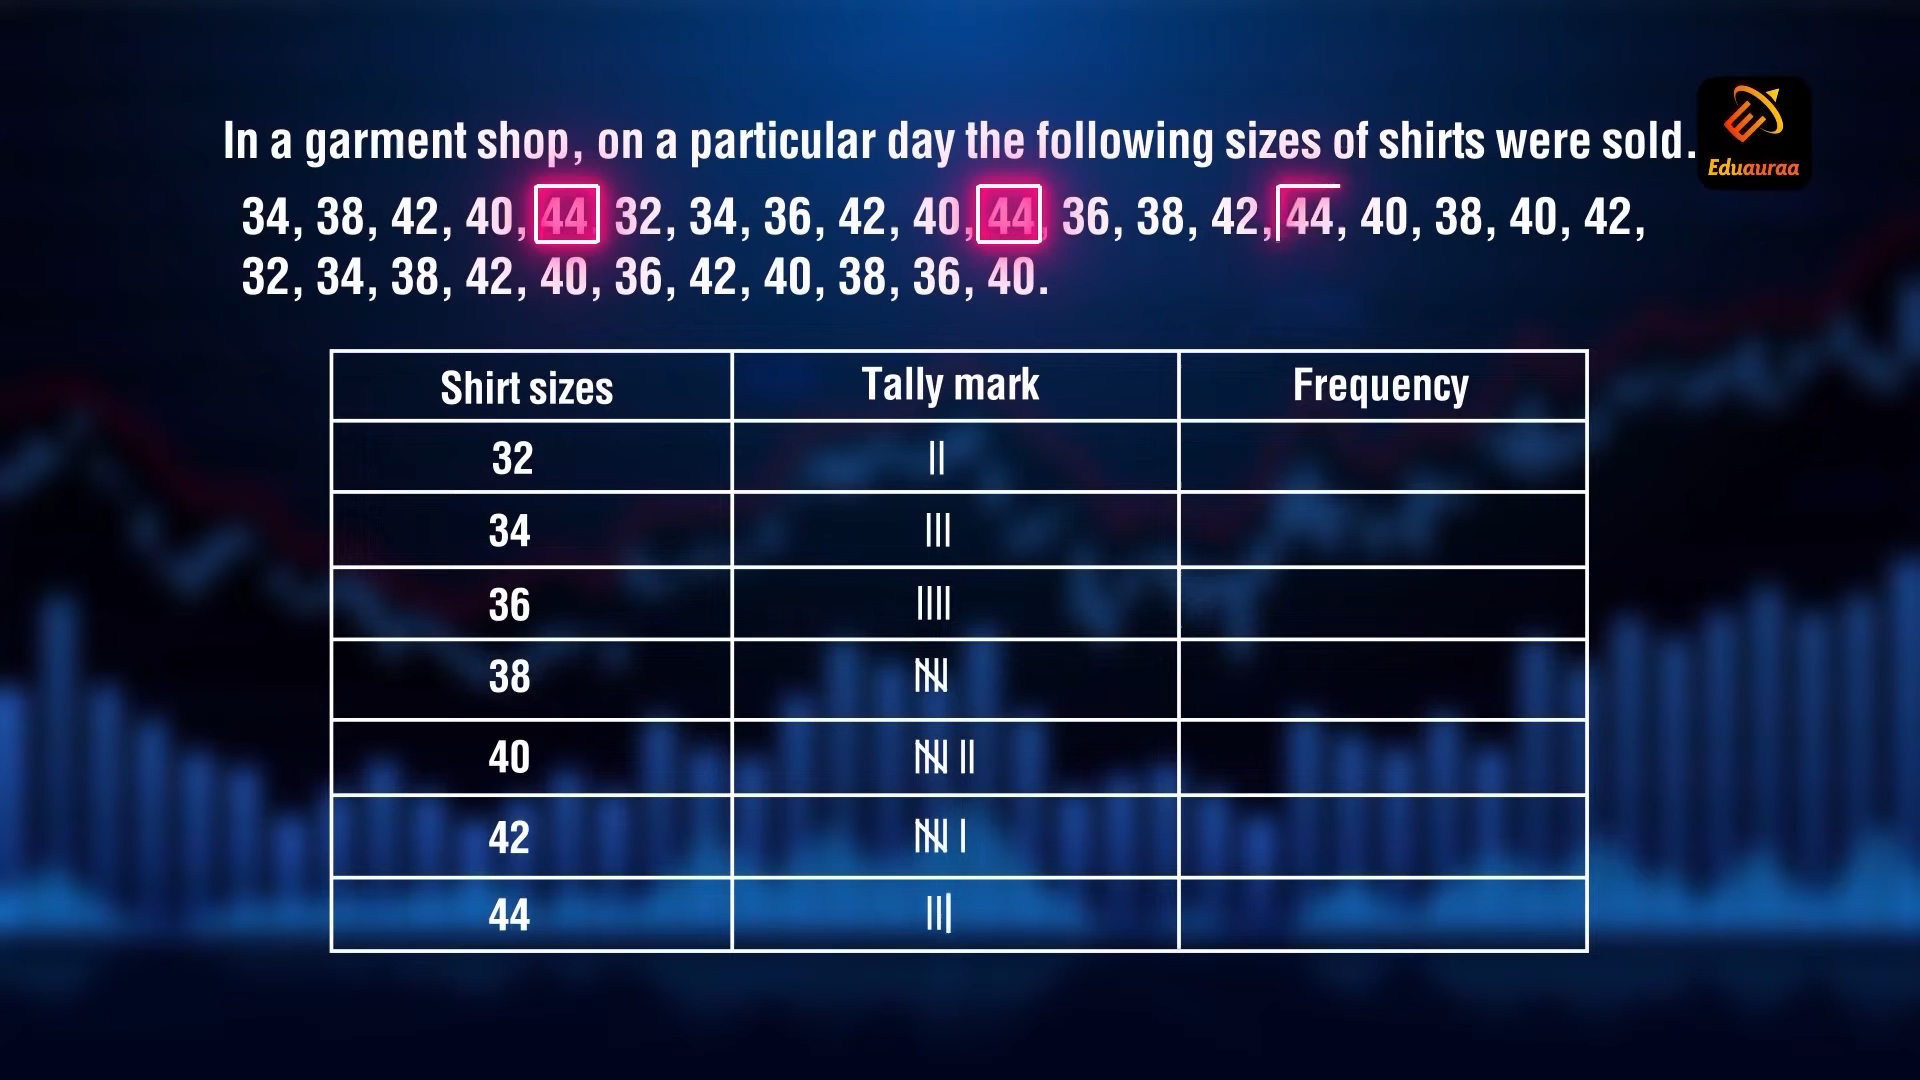 In a garment shop, on a particular day the following sizes of shirts were sold.
Eduauraa
34, 38, 42, 40, 44, 32, 34, 36, 42, 40, 44, 36, 38, 42, 44, 40, 38, 40, 42,
32, 34, 38, 42, 40, 36, 42, 40, 38, 36, 40.
Shirt sizes Tally mark Frequency
32 ||
34 |||
36 ||||
38 N||
40 N|| ||
42 N|| |
44 |||